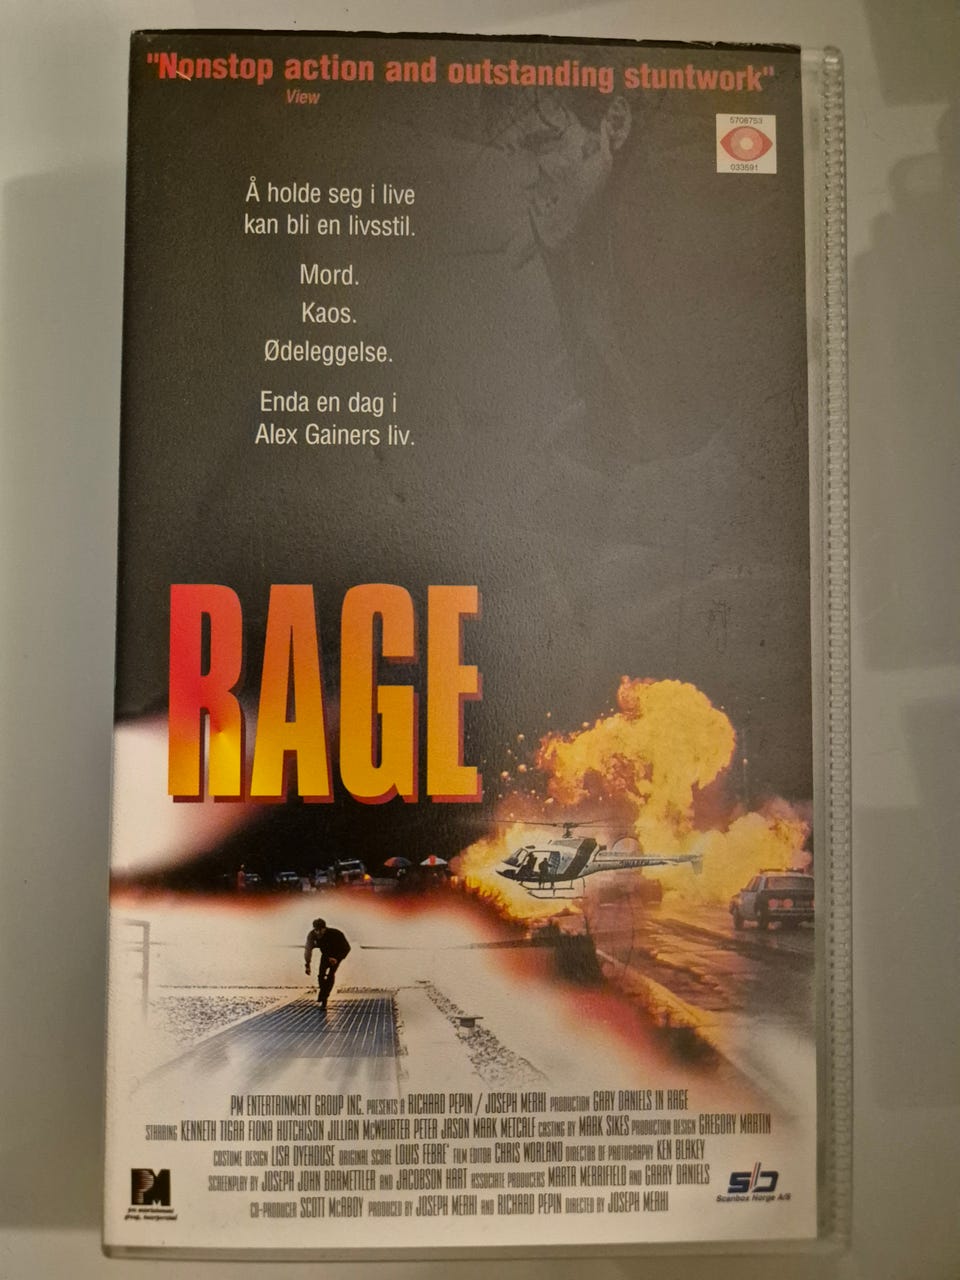 "Nonstop action and outstanding stuntwork"
View
5708753
033591
Å holde seg i live
kan bli en livsstil.
Mord.
Kaos.
Ødeleggelse.
Enda en dag i
Alex Gainers liv.
RAGE
PM ENTERTAINMENT GROUP INC. PRESENTS A RICHARD PEPIN / JOSEPH MERHI PRODUCTION GARY DANIELS IN RAGE
STARRING KENNETH TIGAR FIONA HUTCHISON JILLIAN McWHIRTER PETER JASON MARK METCALF CASTING BY MARK SIKES PRODUCTION DESIGN GREGORY MARTIN
COSTUME DESIGN LISA DYEHOUSE ORIGINAL SCORE LOUIS FEBRE' FILM EDITOR CHRIS WORLAND DIRECTOR OF PHOTOGRAPHY KEN BLAKEY
SCREENPLAY BY JOSEPH JOHN BARMETTLER AND JACOBSON HART ASSOCIATE PRODUCERS MARTA MERRIFIELD AND GARRY DANIELS
CO-PRODUCER SCOTT McABOY PRODUCED BY JOSEPH MERHI AND RICHARD PEPIN DIRECTED BY JOSEPH MERHI
PM
pm entertainment
group, incorporated
Scanbox Norge A/S